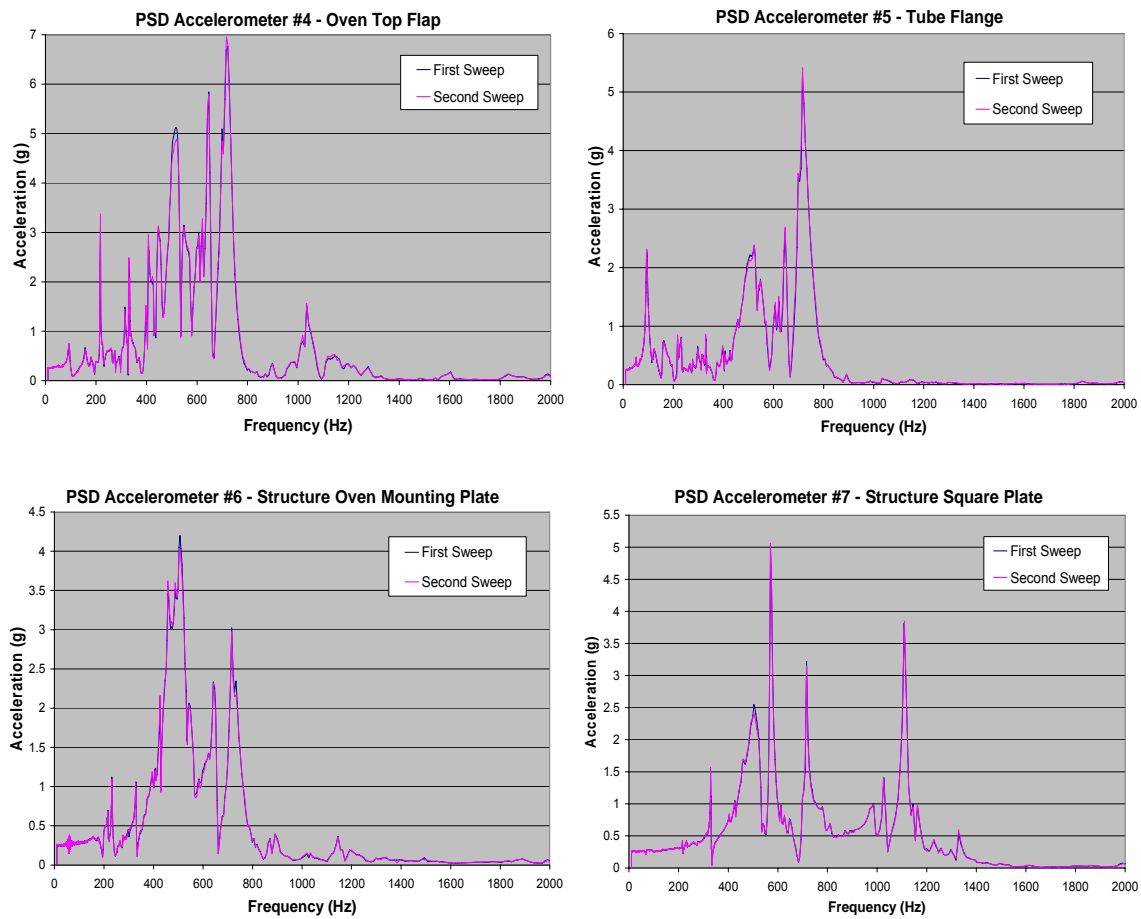 PSD Accelerometer #4 - Oven Top Flap
7
6
5
4
3
2
1
0
Acceleration (g)
First Sweep
Second Sweep
0 200 400 600 800 1000 1200 1400 1600 1800 2000
Frequency (Hz)
PSD Accelerometer #5 - Tube Flange
6
5
4
3
2
1
0
Acceleration (g)
First Sweep
Second Sweep
0 200 400 600 800 1000 1200 1400 1600 1800 2000
Frequency (Hz)
PSD Accelerometer #6 - Structure Oven Mounting Plate
4.5
4
3.5
3
2.5
2
1.5
1
0.5
0
Acceleration (g)
First Sweep
Second Sweep
0 200 400 600 800 1000 1200 1400 1600 1800 2000
Frequency (Hz)
PSD Accelerometer #7 - Structure Square Plate
5.5
5
4.5
4
3.5
3
2.5
2
1.5
1
0.5
0
Acceleration (g)
First Sweep
Second Sweep
0 200 400 600 800 1000 1200 1400 1600 1800 2000
Frequency (Hz)